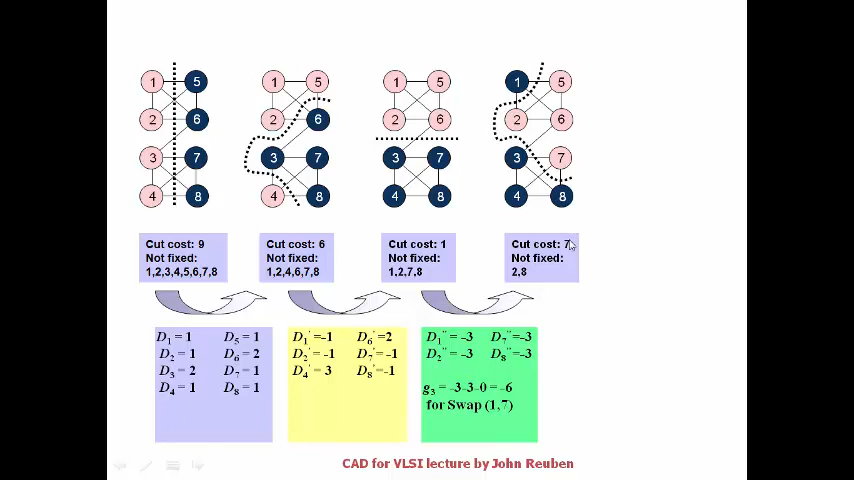 1 5 1 5 1 5 1 5
2 6 2 6 2 6 2 6
3 7 3 7 3 7 3 7
4 8 4 8 4 8 4 8
Cut cost: 9
Not fixed:
1,2,3,4,5,6,7,8
Cut cost: 6
Not fixed:
1,2,4,6,7,8
Cut cost: 1
Not fixed:
1,2,7,8
Cut cost: 7
Not fixed:
2,8
D1 = 1 D5 = 1
D2 = 1 D6 = 2
D3 = 2 D7 = 1
D4 = 1 D8 = 1
D1' =-1 D6' =2
D2' = -1 D7' =-1
D4' = 3 D8' =-1
D1'' = -3 D7'' =-3
D2'' = -3 D8'' =-3
g3 = -3-3-0 = -6
for Swap (1,7)
CAD for VLSI lecture by John Reuben